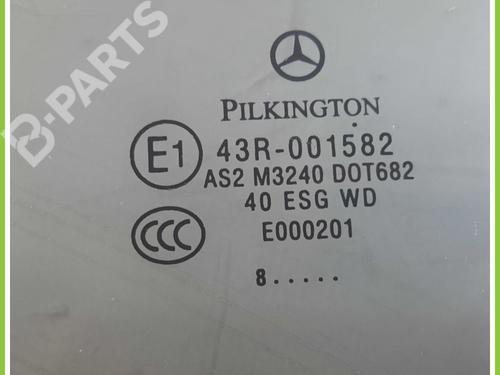 B-PARTS
PILKINGTON
E1
43R-001582
AS2 M3240 DOT682
40 ESG WD
CCC
E000201
8.....